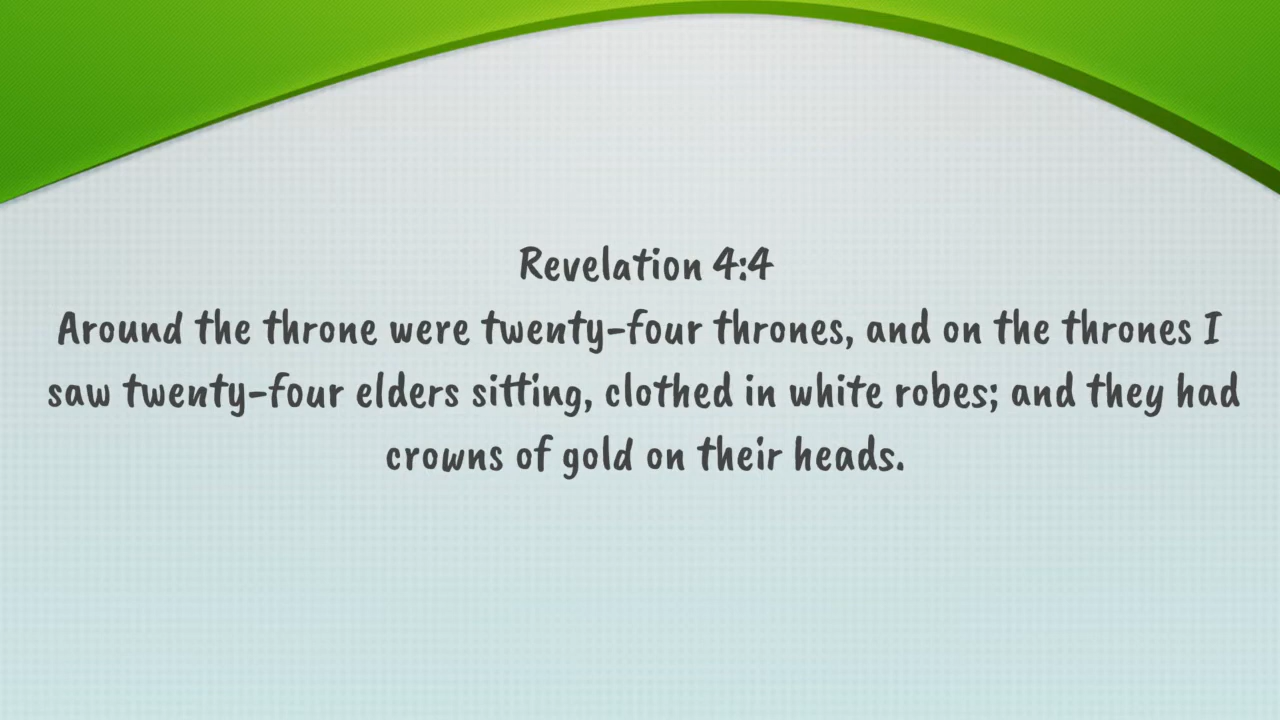 Revelation 4:4
Around the throne were twenty-four thrones, and on the thrones I
saw twenty-four elders sitting, clothed in white robes; and they had
crowns of gold on their heads.